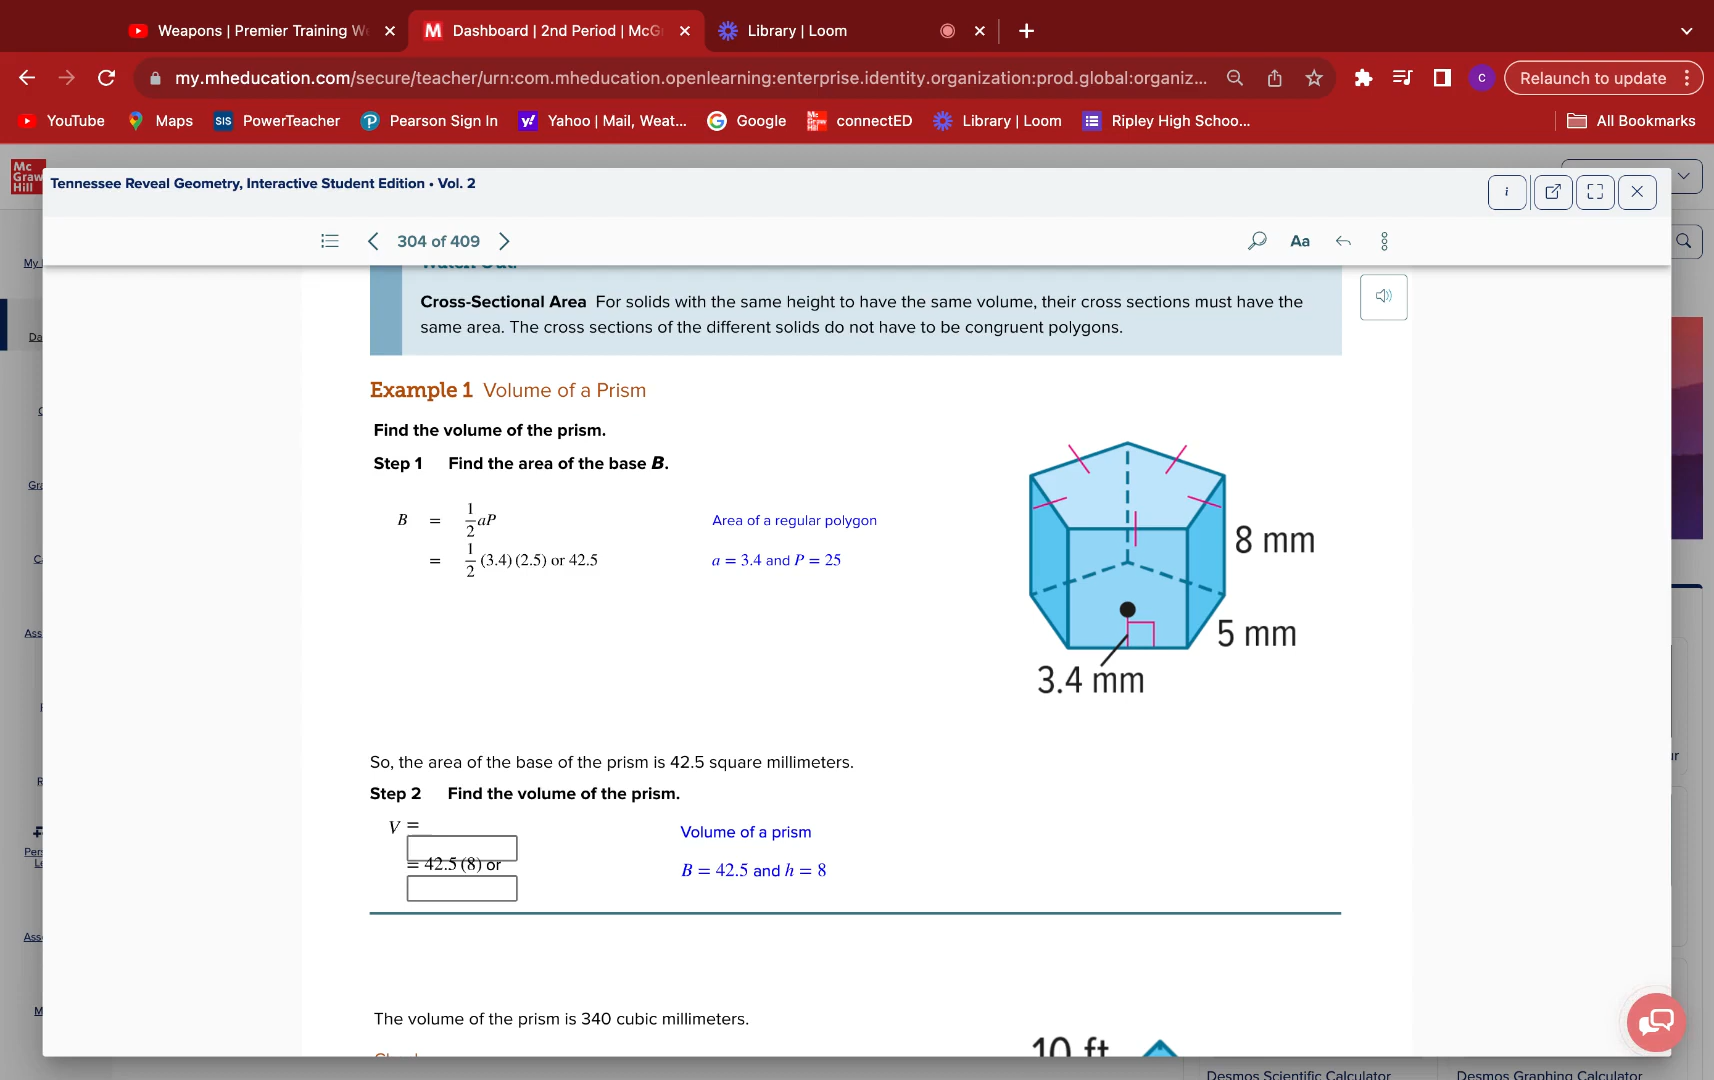 Weapons | Premier Training
Dashboard | 2nd Period | McG
Library | Loom
my.mheducation.com/secure/teacher/urn:com.mheducation.openlearning:enterprise.identity.organization:prod.global:organiz...
C
Relaunch to update
YouTube
Maps
SIS PowerTeacher
Pearson Sign In
Yahoo | Mail, Weat...
Google
connectED
Library | Loom
Ripley High Schoo...
All Bookmarks
Mc
Graw
Hill
Tennessee Reveal Geometry, Interactive Student Edition • Vol. 2
i
304 of 409
Aa
My
Cross-Sectional Area For solids with the same height to have the same volume, their cross sections must have the
same area. The cross sections of the different solids do not have to be congruent polygons.
Example 1 Volume of a Prism
Find the volume of the prism.
Step 1 Find the area of the base B.
B = 1/2 aP Area of a regular polygon
= 1/2 (3.4) (2.5) or 42.5 a = 3.4 and P = 25
8 mm
5 mm
3.4 mm
So, the area of the base of the prism is 42.5 square millimeters.
Step 2 Find the volume of the prism.
V = Volume of a prism
= 42.5 (8) or B = 42.5 and h = 8
The volume of the prism is 340 cubic millimeters.
10 ft
Desmos Scientific Calculator
Desmos Graphing Calculator